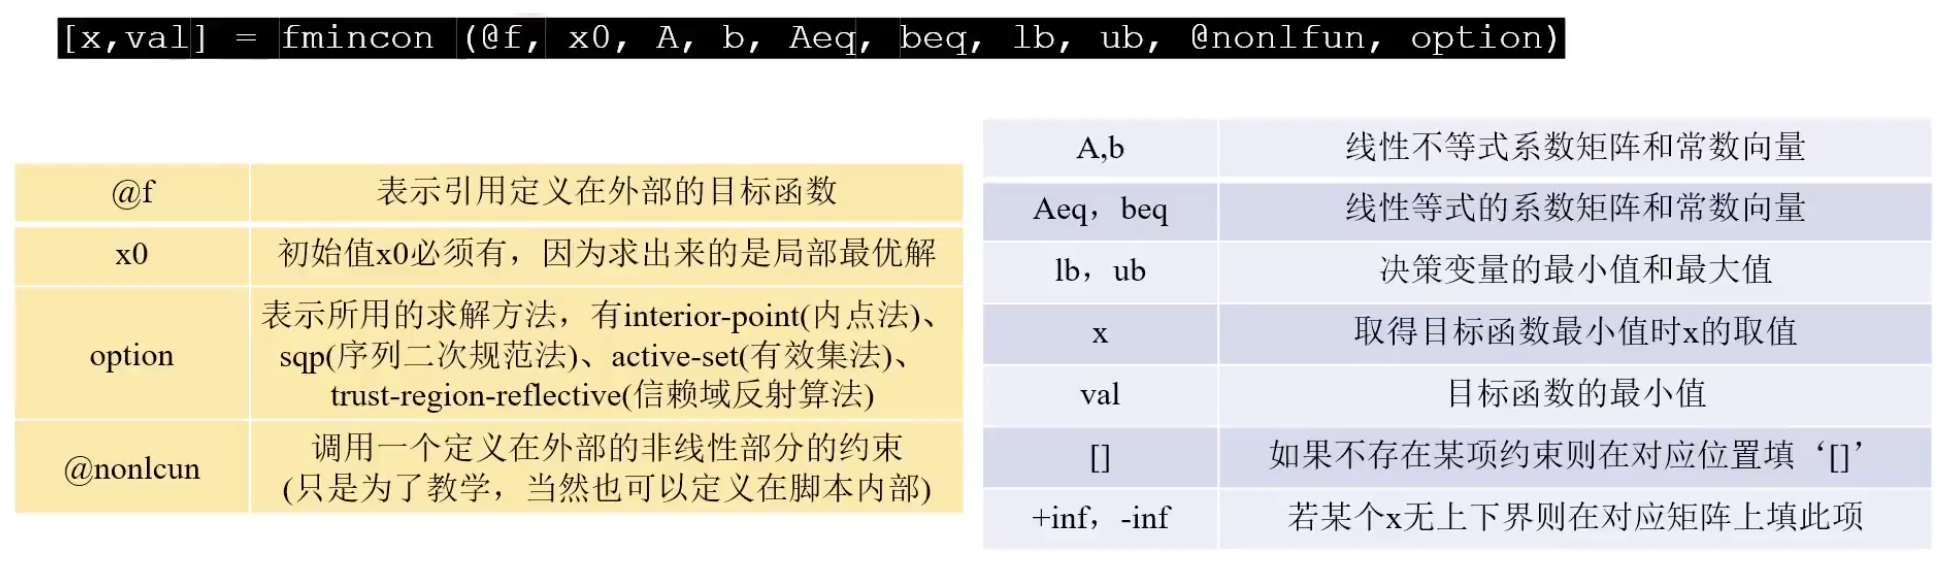 [x,val] = fmincon (@f, x0, A, b, Aeq, beq, lb, ub, @nonlfun, option)
@f
表示引用定义在外部的目标函数
x0
初始值x0必须有，因为求出来的是局部最优解
option
表示所用的求解方法，有interior-point(内点法)、
sqp(序列二次规范法)、active-set(有效集法)、
trust-region-reflective(信赖域反射算法)
@nonlcun
调用一个定义在外部的非线性部分的约束
(只是为了教学，当然也可以定义在脚本内部)
A,b
线性不等式系数矩阵和常数向量
Aeq，beq
线性等式的系数矩阵和常数向量
lb，ub
决策变量的最小值和最大值
x
取得目标函数最小值时x的取值
val
目标函数的最小值
[]
如果不存在某项约束则在对应位置填‘[]’
+inf，-inf
若某个x无上下界则在对应矩阵上填此项